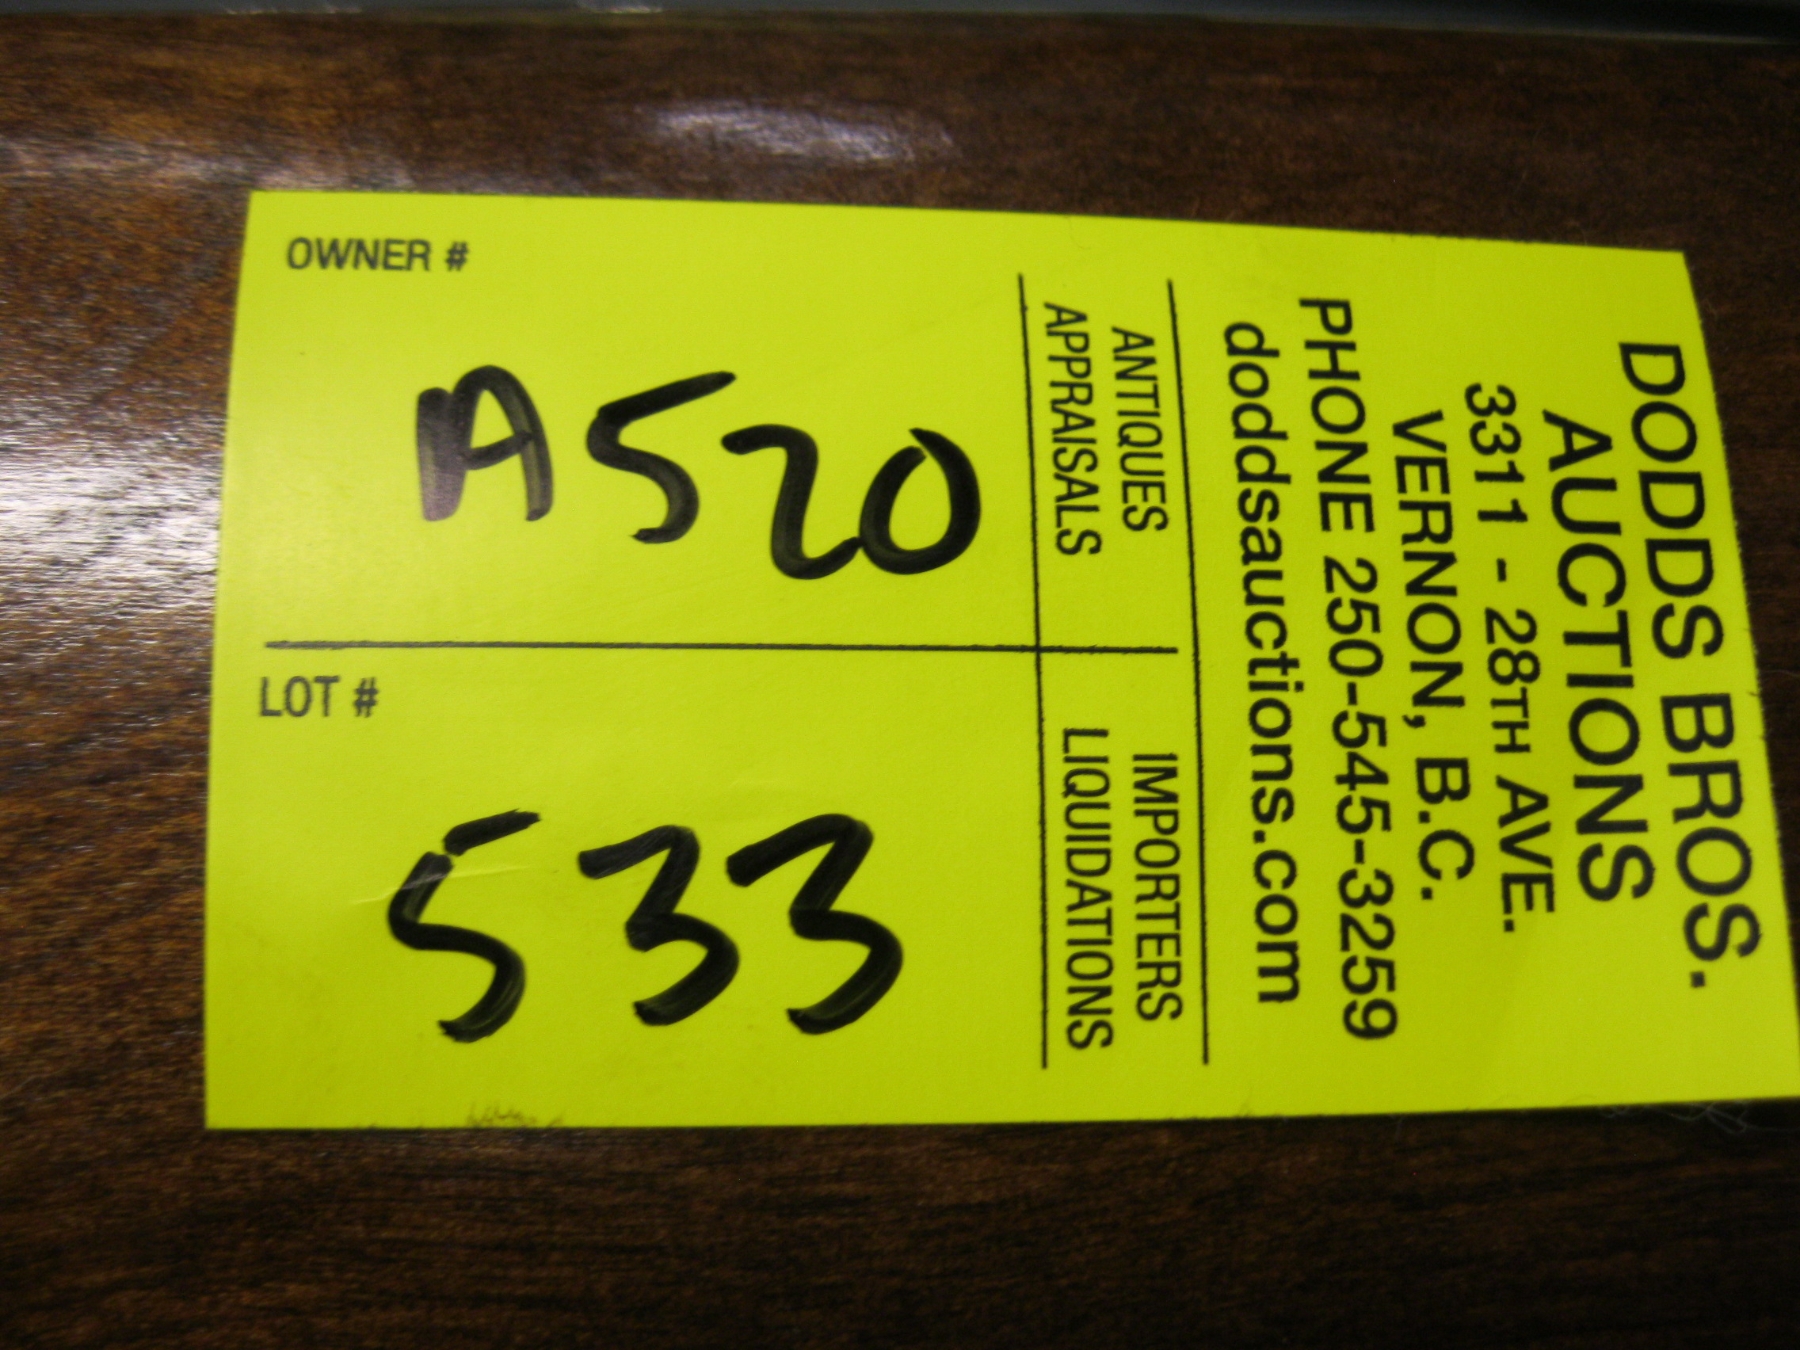 DODDS BROS.
AUCTIONS
3311 - 28TH AVE.
VERNON, B.C.
PHONE 250-545-3259
doddsauctions.com
ANTIQUES
APPRAISALS
IMPORTERS
LIQUIDATIONS
OWNER #
A520
LOT #
533